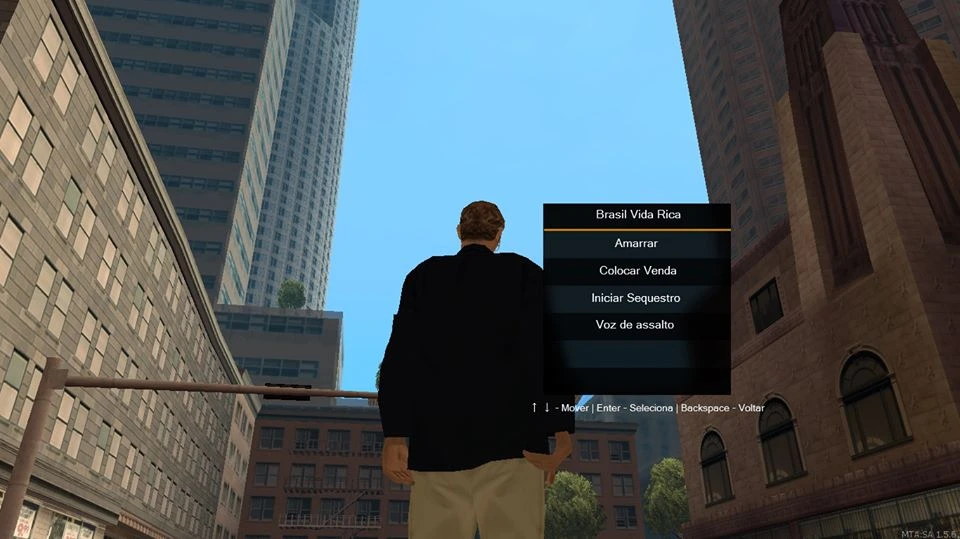 Brasil Vida Rica
Amarrar
Colocar Venda
Iniciar Sequestro
Voz de assalto
↑ ↓ - Mover | Enter - Seleciona | Backspace - Voltar
MTA:SA 1.5.6